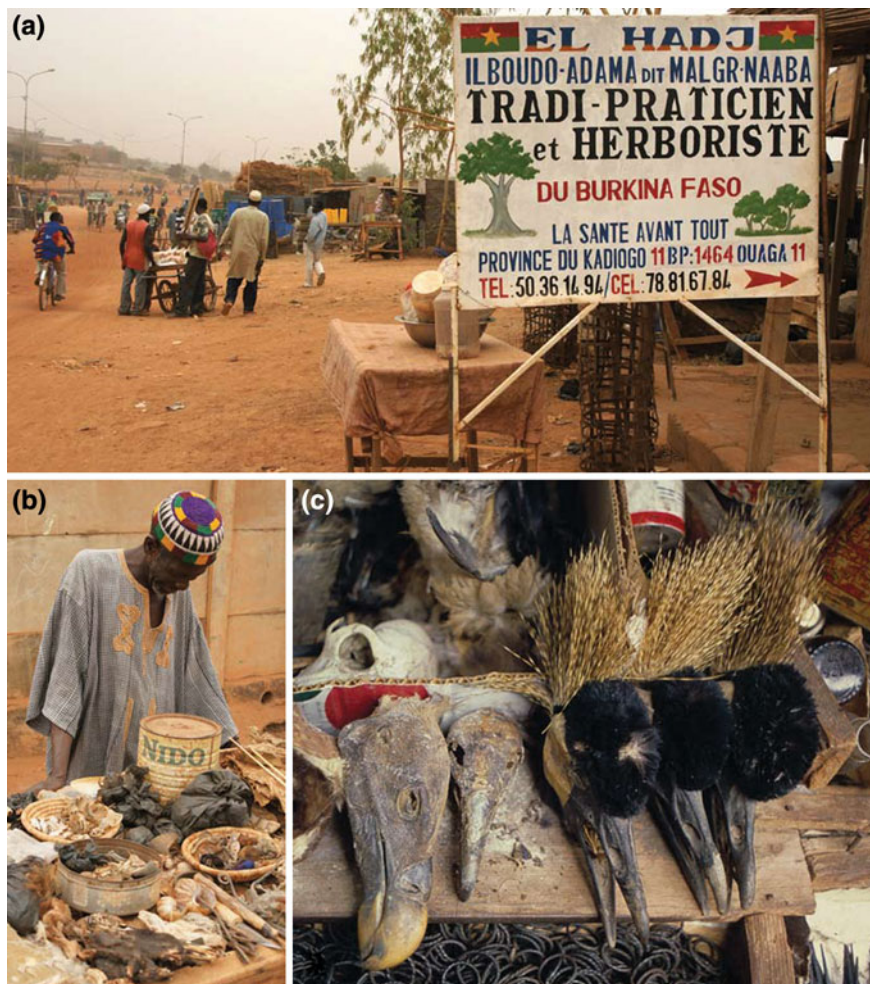 (a)
EL HADJ
ILBOUDO-ADAMA DIT MALGR-NAABA
TRADI-PRATICIEN
et HERBORISTE
DU BURKINA FASO
LA SANTE AVANT TOUT
PROVINCE DU KADIOGO 11 BP:1464 OUAGA 11
TEL:50.36.14.94/CEL:78.81.67.84
(b)
NIDO
(c)